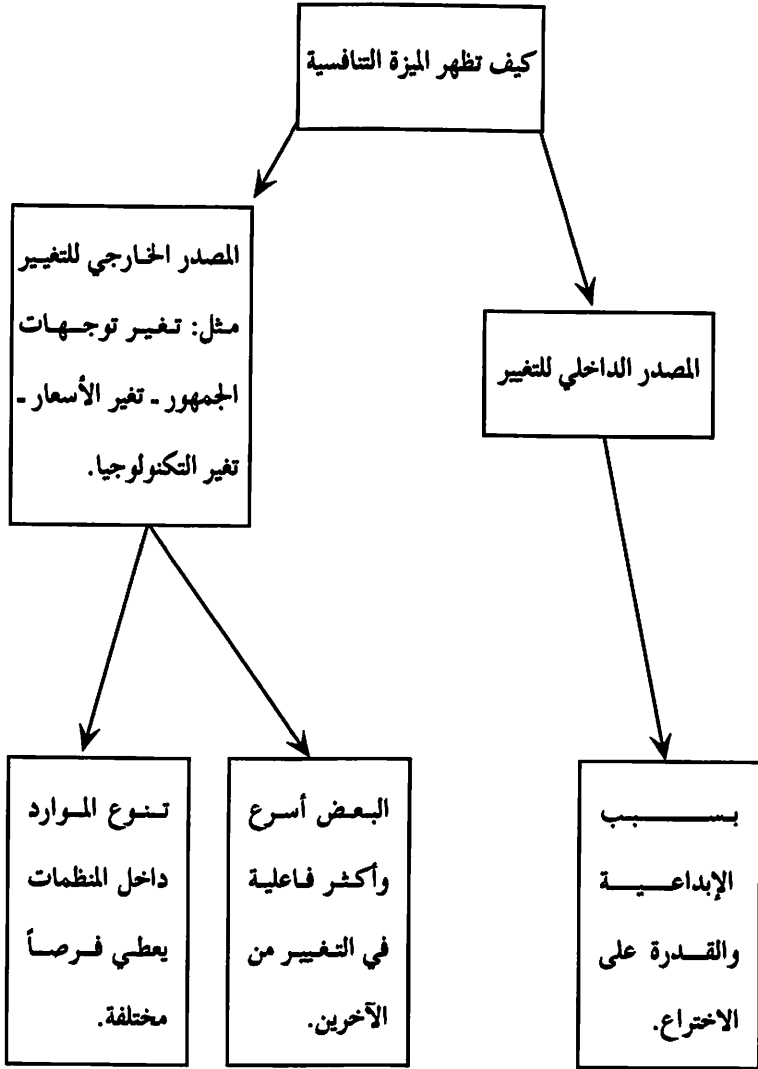 كيف تظهر الميزة التنافسية
المصدر الخارجي للتغيير
مثل: تغير توجهات
الجمهور ـ تغير الأسعار ـ
تغير التكنولوجيا.
المصدر الداخلي للتغيير
بسبب
الإبداعية
والقدرة على
الاختراع.
البعض أسرع
وأكثر فاعلية
في التغيير من
الآخرين.
تنوع الموارد
داخل المنظمات
يعطي فرصاً
مختلفة.